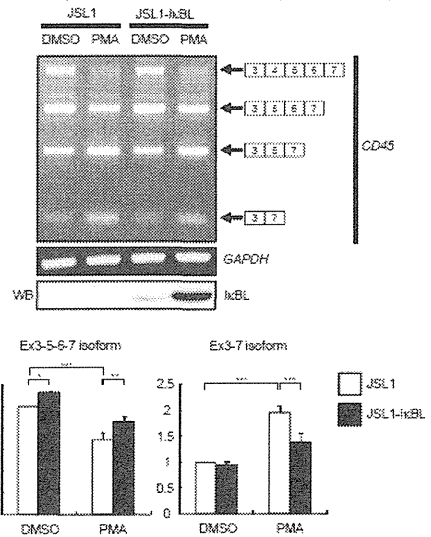 JSL1 JSL1-IκBL
DMSO PMA DMSO PMA
3 4 5 6 7
3 5 6 7
3 5 7
3 7
CD45
GAPDH
WB IκBL
Ex3-5-6-7 isoform
Ex3-7 isoform
JSL1
JSL1-IκBL
2.5
2
1.5
1
0.5
0
DMSO PMA
DMSO PMA